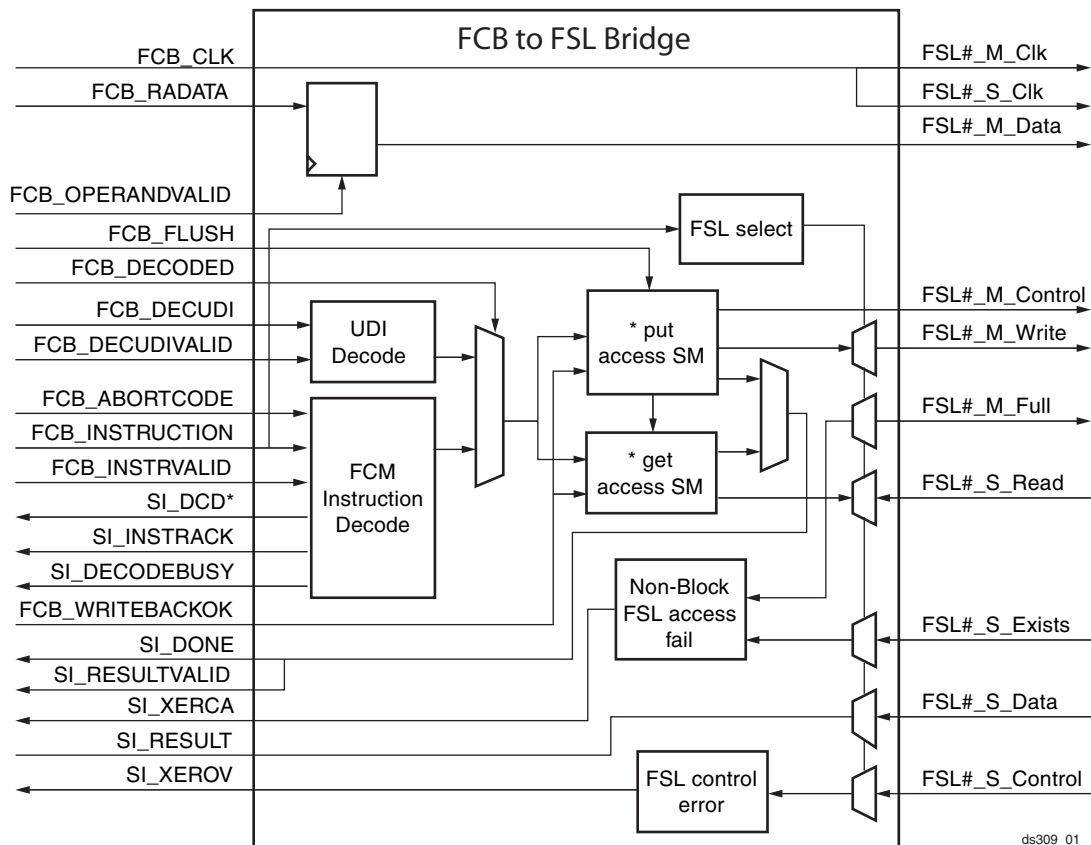 FCB to FSL Bridge
FCB_CLK
FCB_RADATA
FCB_OPERANDVALID
FCB_FLUSH
FCB_DECODED
FCB_DECUDI
FCB_DECUDIVALID
FCB_ABORTCODE
FCB_INSTRUCTION
FCB_INSTRVALID
SI_DCD*
SI_INSTRACK
SI_DECODEBUSY
FCB_WRITEBACKOK
SI_DONE
SI_RESULTVALID
SI_XERCA
SI_RESULT
SI_XEROV
UDI
Decode
FCM
Instruction
Decode
FSL select
* put
access SM
* get
access SM
Non-Block
FSL access
fail
FSL control
error
FSL#_M_Clk
FSL#_S_Clk
FSL#_M_Data
FSL#_M_Control
FSL#_M_Write
FSL#_M_Full
FSL#_S_Read
FSL#_S_Exists
FSL#_S_Data
FSL#_S_Control
ds309_01